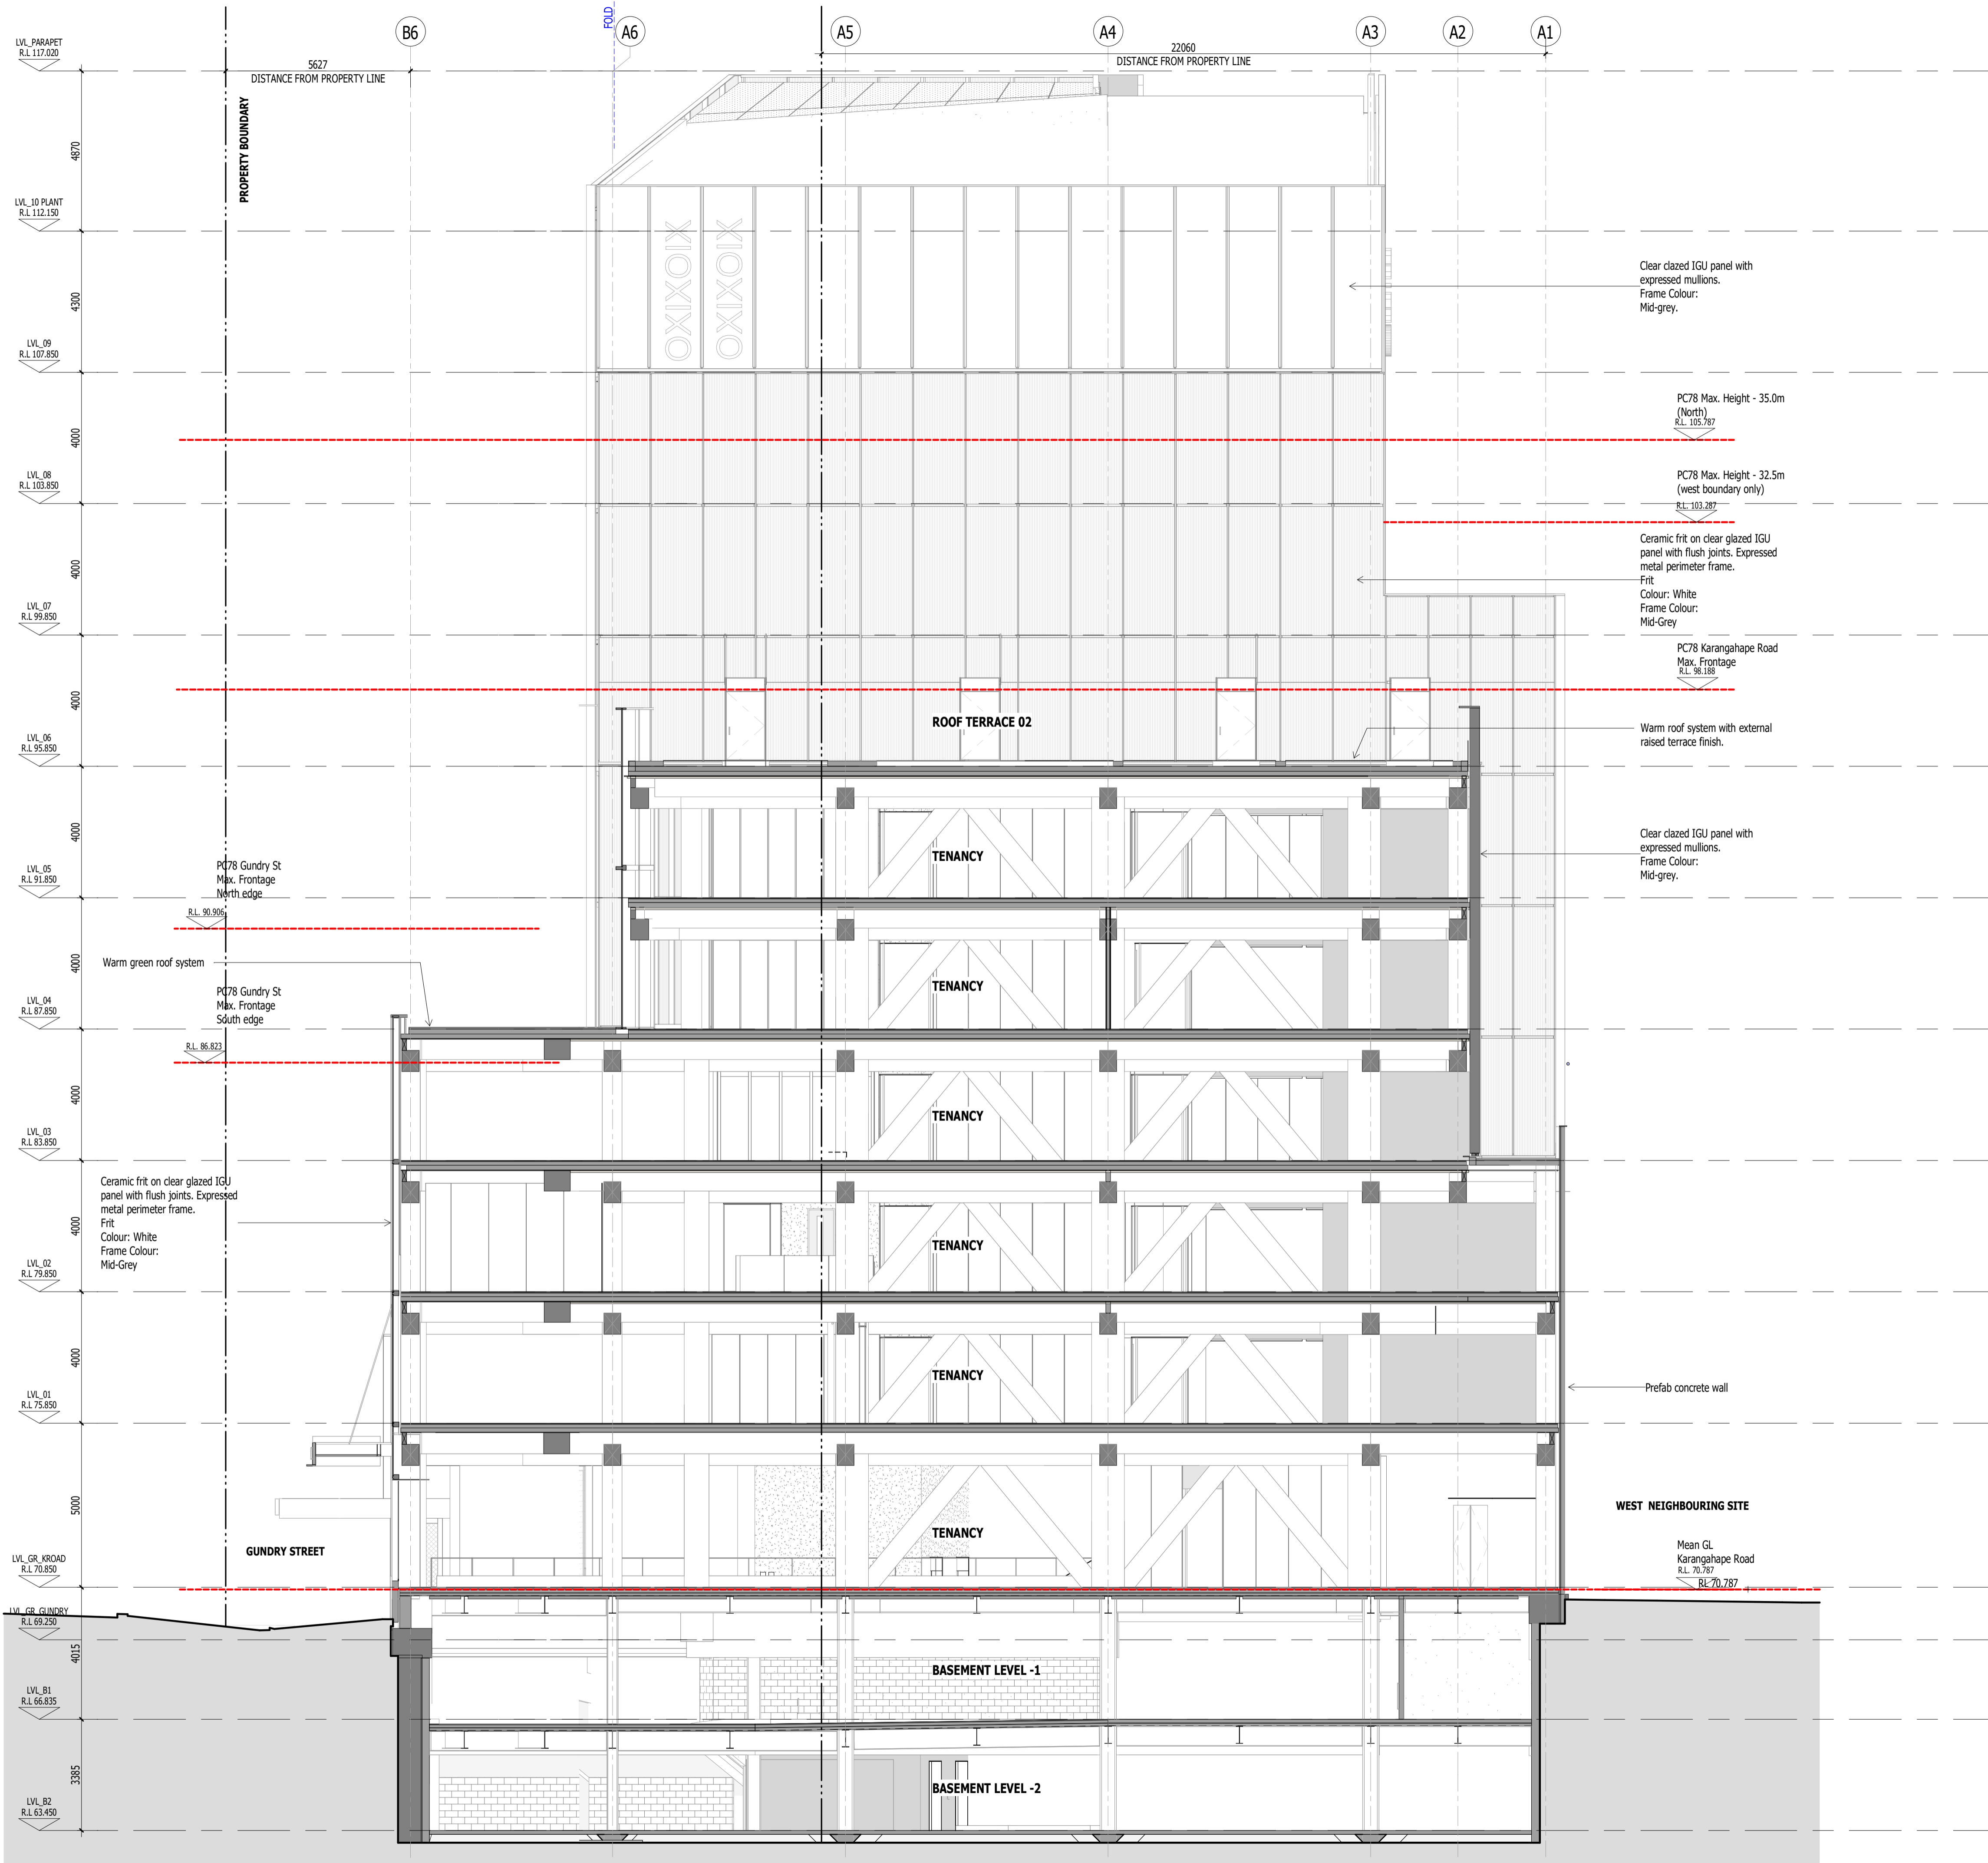 B6
FOLD
A6
A5
A4
A3
A2
A1
5627
DISTANCE FROM PROPERTY LINE
22060
DISTANCE FROM PROPERTY LINE
PROPERTY BOUNDARY
LVL_PARAPET
R.L 117.020
4870
LVL_10 PLANT
R.L 112.150
4300
LVL_09
R.L 107.850
4000
LVL_08
R.L 103.850
4000
LVL_07
R.L 99.850
4000
LVL_06
R.L 95.850
4000
LVL_05
R.L 91.850
4000
LVL_04
R.L 87.850
4000
LVL_03
R.L 83.850
4000
LVL_02
R.L 79.850
4000
LVL_01
R.L 75.850
5000
LVL_GR_KROAD
R.L 70.850
LVL_GR_GUNDRY
R.L 69.250
4015
LVL_B1
R.L 66.835
3385
LVL_B2
R.L 63.450
OXIXOIX
OXIXOIX
Clear clazed IGU panel with
expressed mullions.
Frame Colour:
Mid-grey.
PC78 Max. Height - 35.0m
(North)
R.L. 105.787
PC78 Max. Height - 32.5m
(west boundary only)
R.L. 103.287
Ceramic frit on clear glazed IGU
panel with flush joints. Expressed
metal perimeter frame.
Frit
Colour: White
Frame Colour:
Mid-Grey
PC78 Karangahape Road
Max. Frontage
R.L. 98.188
Warm roof system with external
raised terrace finish.
Clear clazed IGU panel with
expressed mullions.
Frame Colour:
Mid-grey.
PC78 Gundry St
Max. Frontage
North edge
R.L. 90.906
Warm green roof system
PC78 Gundry St
Max. Frontage
South edge
R.L. 86.823
Ceramic frit on clear glazed IGU
panel with flush joints. Expressed
metal perimeter frame.
Frit
Colour: White
Frame Colour:
Mid-Grey
ROOF TERRACE 02
TENANCY
TENANCY
TENANCY
TENANCY
TENANCY
TENANCY
BASEMENT LEVEL -1
BASEMENT LEVEL -2
GUNDRY STREET
Prefab concrete wall
WEST NEIGHBOURING SITE
Mean GL
Karangahape Road
R.L. 70.787
RL 70.787